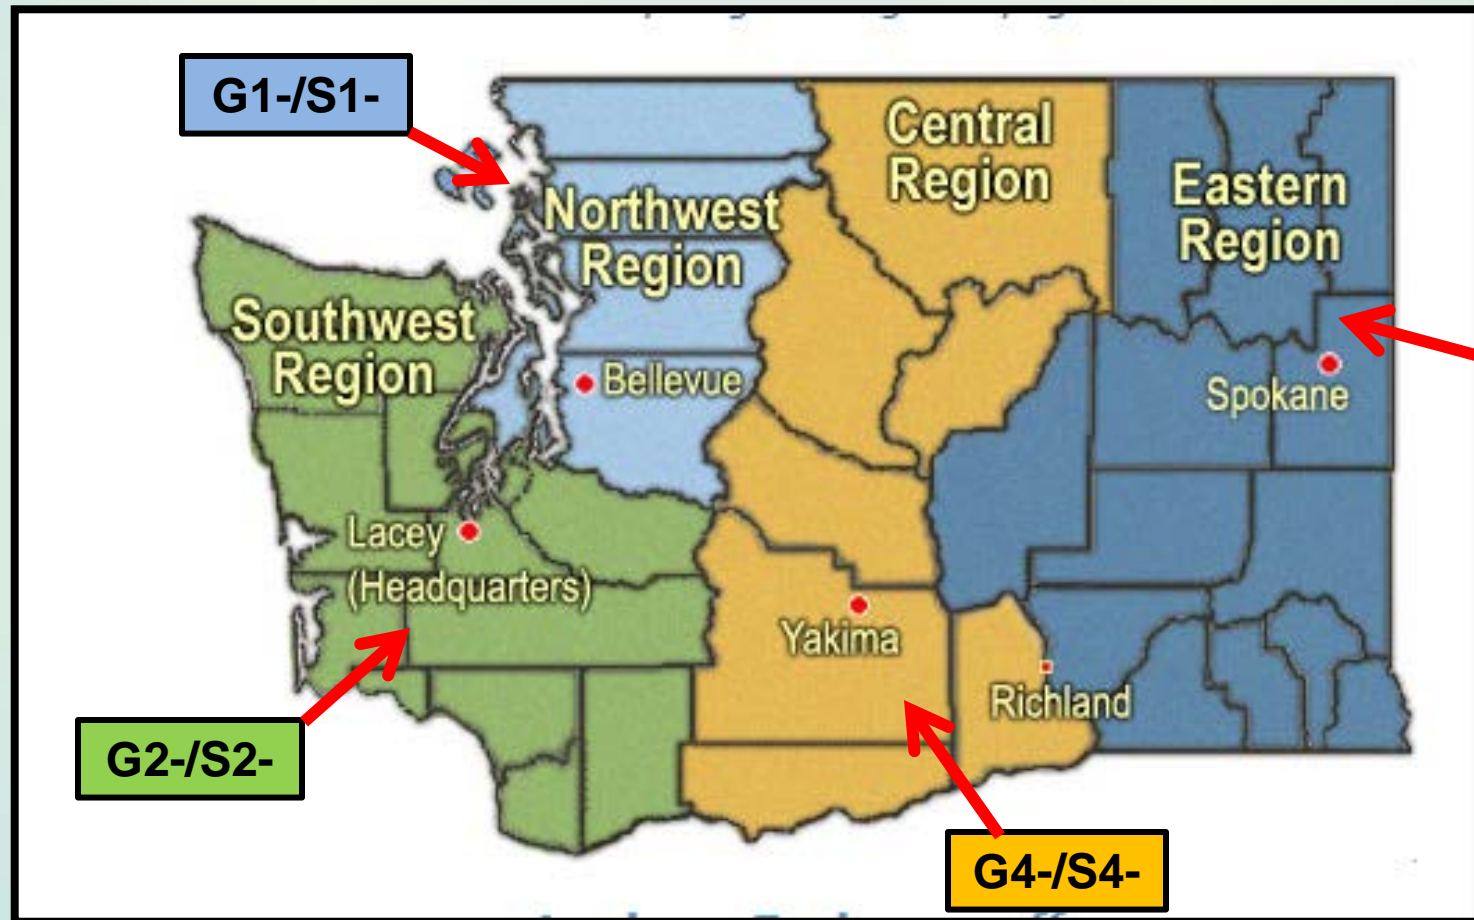 G1-/S1-
Central
Region
Eastern
Region
Northwest
Region
Southwest
Region
Bellevue
Spokane
Lacey
(Headquarters)
Yakima
Richland
G2-/S2-
G4-/S4-